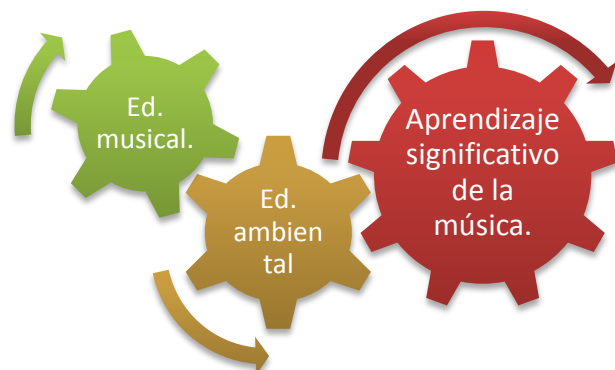 Ed.
musical.
Ed.
ambien
tal
Aprendizaje
significativo
de la
música.